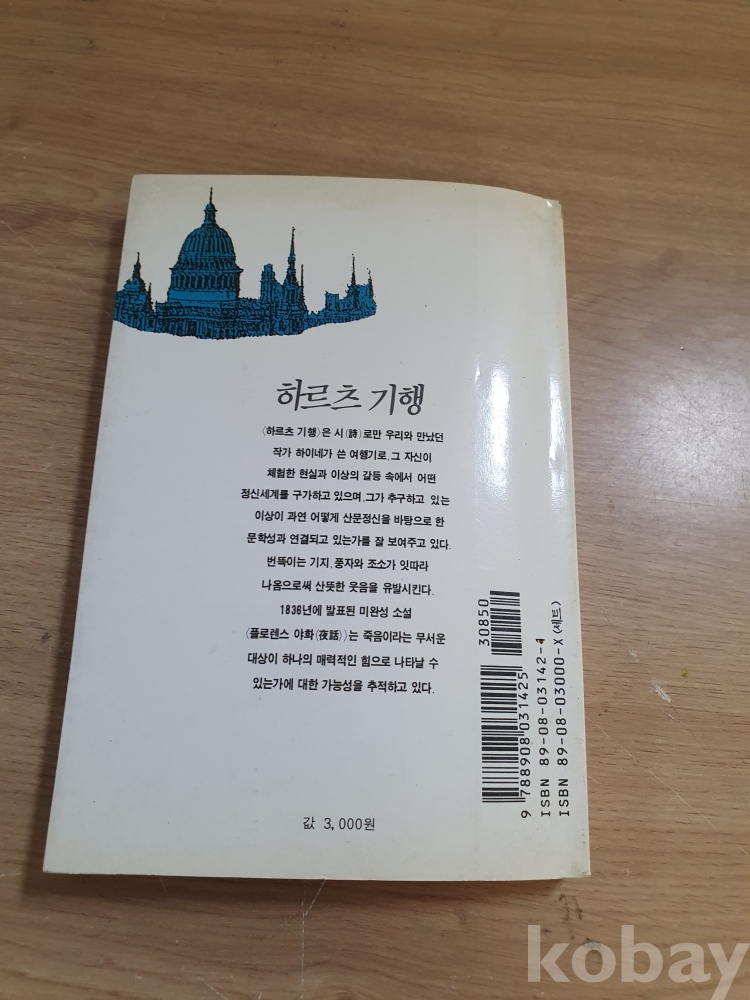 하르츠 기행
〈하르츠 기행〉은 시(詩)로만 우리와 만났던
작가 하이네가 쓴 여행기로, 그 자신이
체험한 현실과 이상의 갈등 속에서 어떤
정신세계를 구가하고 있으며, 그가 추구하고 있는
이상이 과연 어떻게 산문정신을 바탕으로 한
문학성과 연결되고 있는가를 잘 보여주고 있다.
번뜩이는 기지, 풍자와 조소가 잇따라
나옴으로써 산뜻한 웃음을 유발시킨다.
1836년에 발표된 미완성 소설
〈플로렌스 야화(夜話)〉는 죽음이라는 무서운
대상이 하나의 매력적인 힘으로 나타날 수
있는가에 대한 가능성을 추적하고 있다.
값 3,000원
30850
9 788908 031425
ISBN 89-08-03142-4
ISBN 89-08-03000-X(세트)
kobay